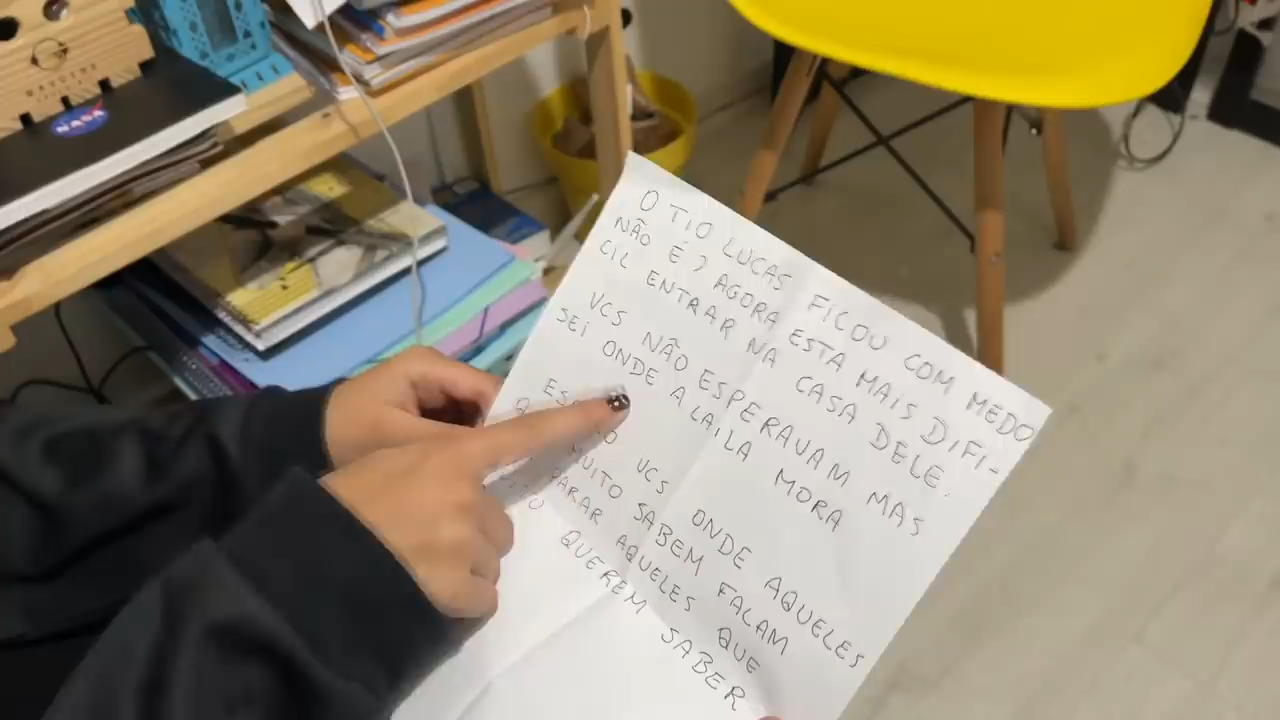 O TIO LUCAS FICOU COM MEDO
NÃO É ? AGORA ESTA MAIS DIFI-
CIL ENTRAR NA CASA DELE.
VCS NÃO ESPERAVAM MAS
SEI ONDE A LAILA MORA
VCS ONDE AQUELES
SABEM FALAM
PARAR AQUELES QUE
QUEREM SABER
NASA